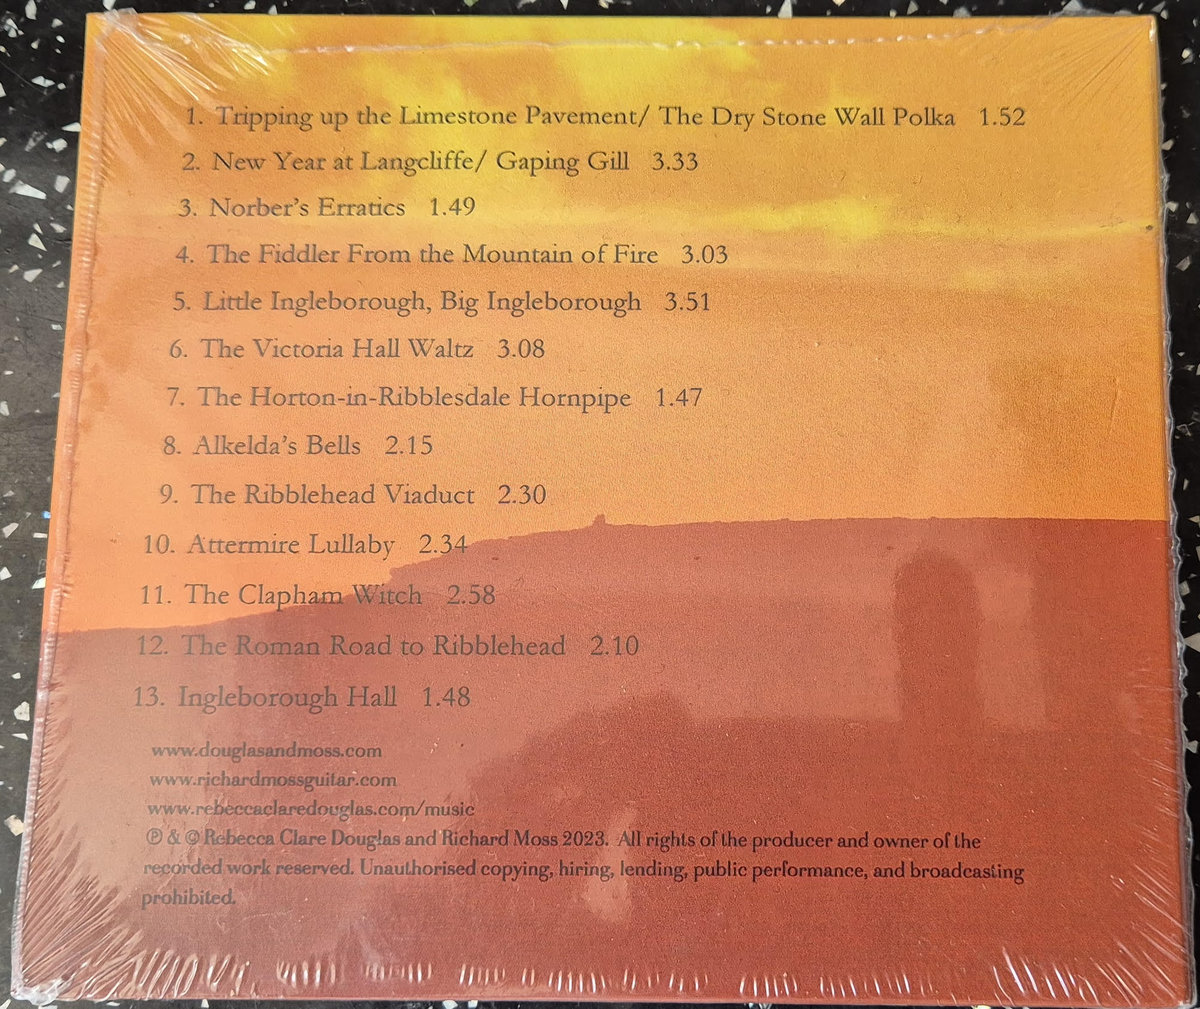 1. Tripping up the Limestone Pavement/ The Dry Stone Wall Polka 1.52
2. New Year at Langcliffe/ Gaping Gill 3.33
3. Norber's Erratics 1.49
4. The Fiddler From the Mountain of Fire 3.03
5. Little Ingleborough, Big Ingleborough 3.51
6. The Victoria Hall Waltz 3.08
7. The Horton-in-Ribblesdale Hornpipe 1.47
8. Alkelda's Bells 2.15
9. The Ribblehead Viaduct 2.30
10. Attermire Lullaby 2.34
11. The Clapham Witch 2.58
12. The Roman Road to Ribblehead 2.10
13. Ingleborough Hall 1.48
www.douglasandmoss.com
www.richardmossguitar.com
www.rebeccaclaredouglas.com/music
℗ & © Rebecca Clare Douglas and Richard Moss 2023. All rights of the producer and owner of the
recorded work reserved. Unauthorised copying, hiring, lending, public performance, and broadcasting
prohibited.